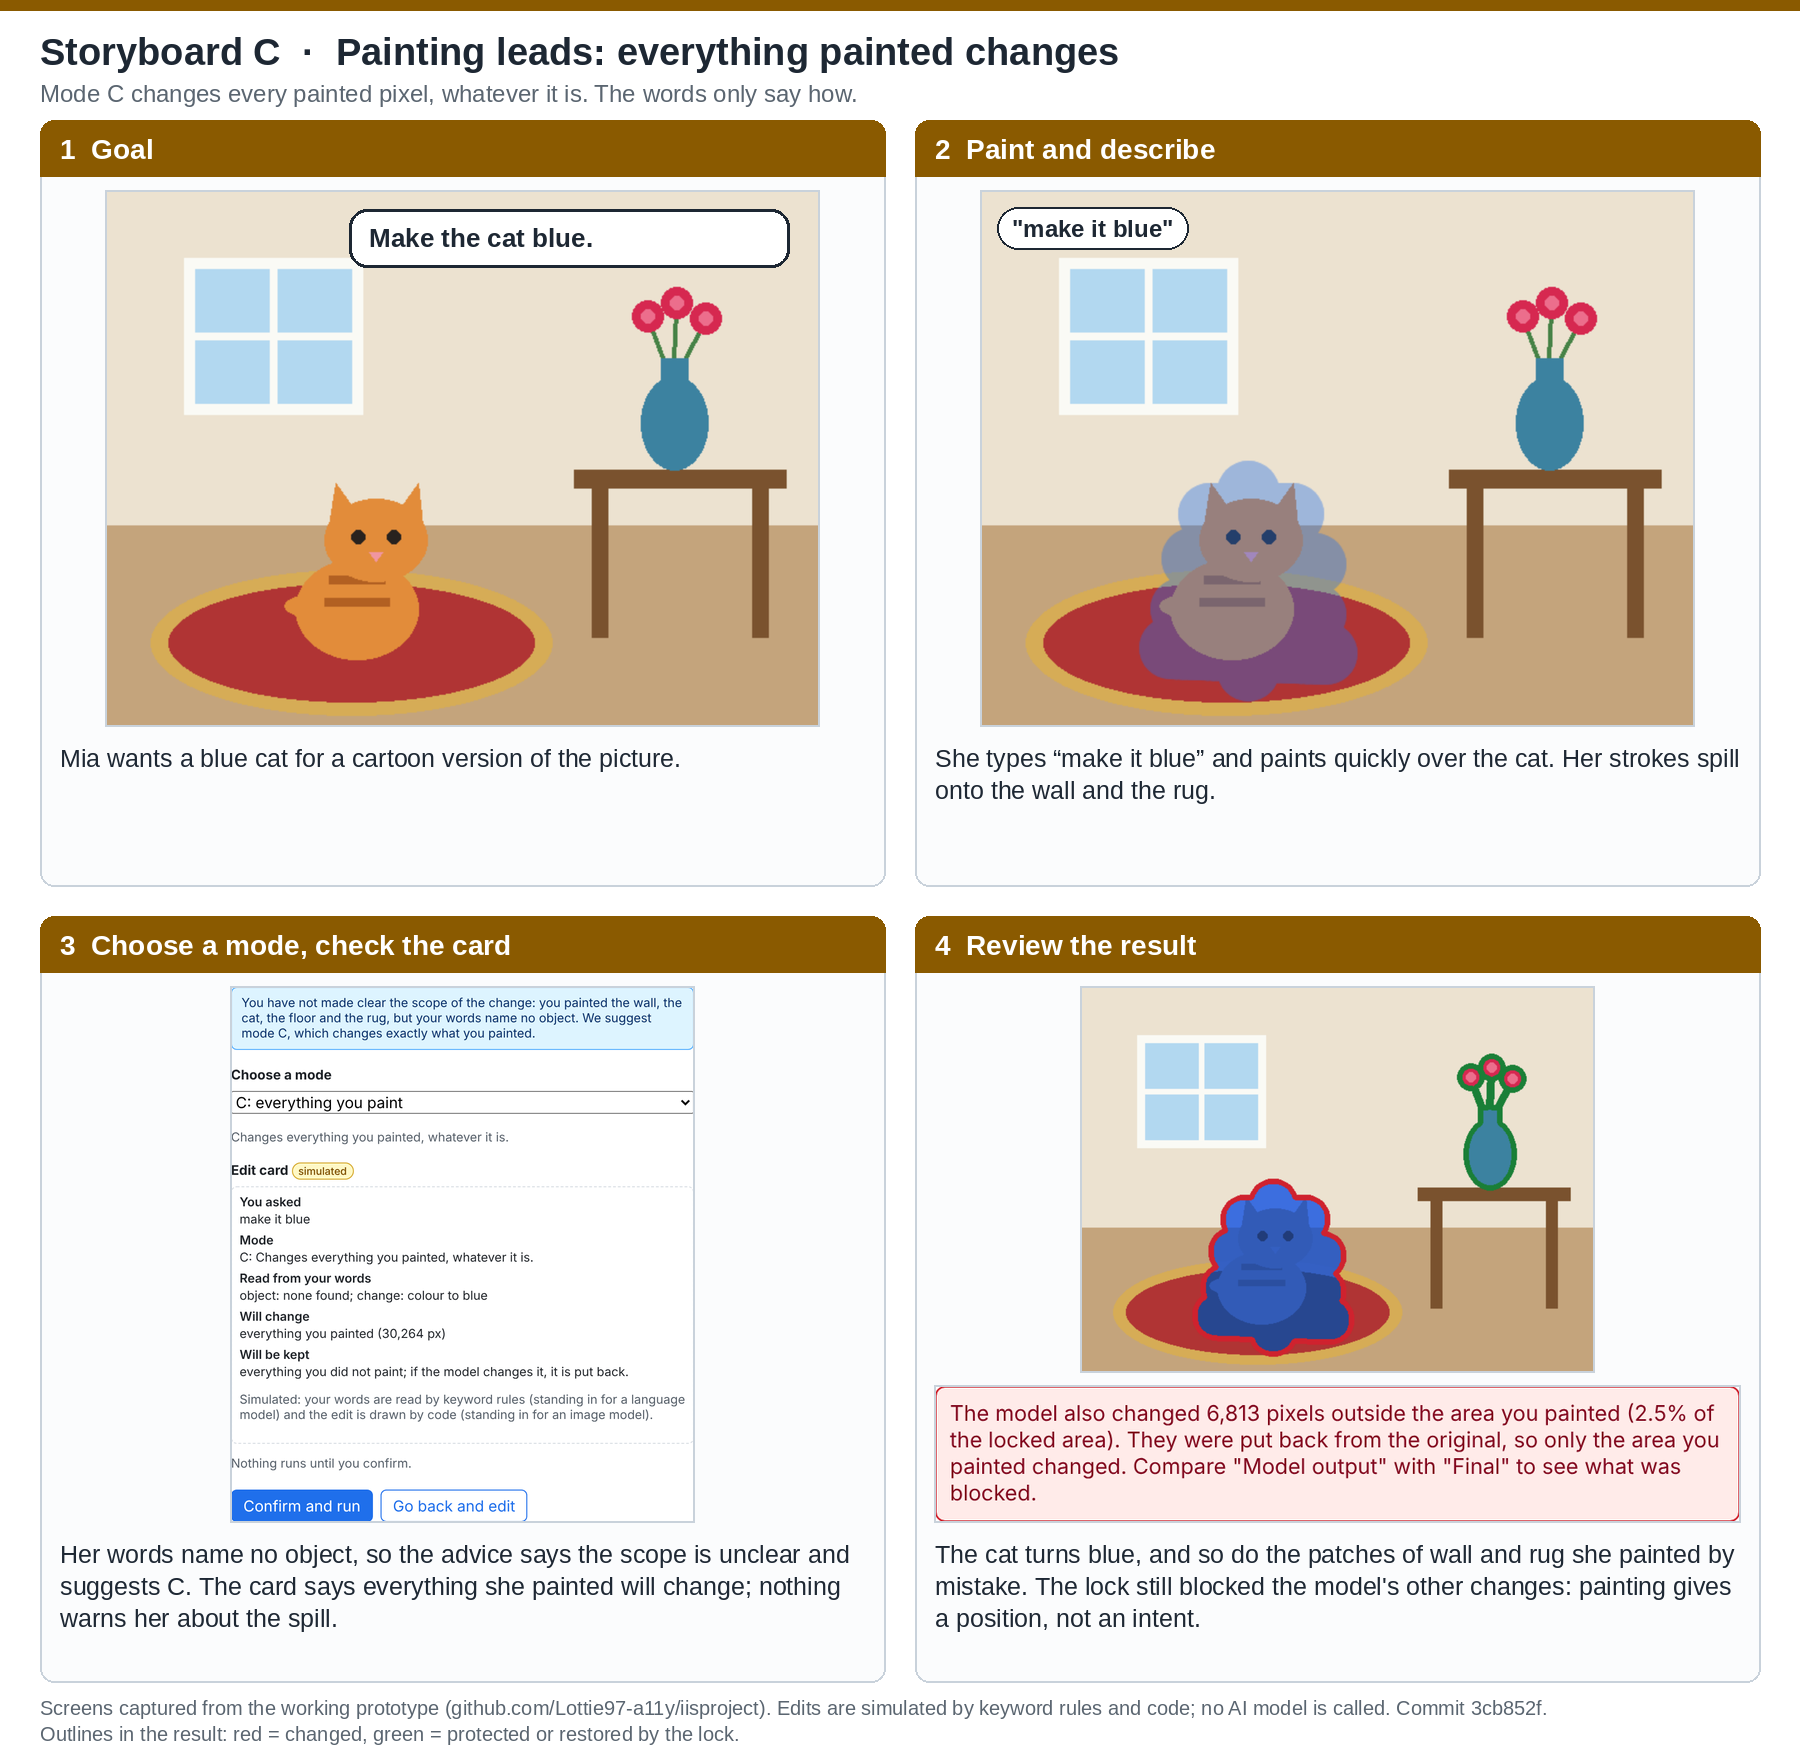 Storyboard C · Painting leads: everything painted changes
Mode C changes every painted pixel, whatever it is. The words only say how.
1 Goal
Make the cat blue.
Mia wants a blue cat for a cartoon version of the picture.
2 Paint and describe
"make it blue"
She types “make it blue” and paints quickly over the cat. Her strokes spill
onto the wall and the rug.
3 Choose a mode, check the card
You have not made clear the scope of the change: you painted the wall, the
cat, the floor and the rug, but your words name no object. We suggest
mode C, which changes exactly what you painted.
Choose a mode
C: everything you paint
Changes everything you painted, whatever it is.
Edit card simulated
You asked
make it blue
Mode
C: Changes everything you painted, whatever it is.
Read from your words
object: none found; change: colour to blue
Will change
everything you painted (30,264 px)
Will be kept
everything you did not paint; if the model changes it, it is put back.
Simulated: your words are read by keyword rules (standing in for a language
model) and the edit is drawn by code (standing in for an image model).
Nothing runs until you confirm.
Confirm and run Go back and edit
Her words name no object, so the advice says the scope is unclear and
suggests C. The card says everything she painted will change; nothing
warns her about the spill.
4 Review the result
The model also changed 6,813 pixels outside the area you painted (2.5% of
the locked area). They were put back from the original, so only the area you
painted changed. Compare "Model output" with "Final" to see what was
blocked.
The cat turns blue, and so do the patches of wall and rug she painted by
mistake. The lock still blocked the model's other changes: painting gives
a position, not an intent.
Screens captured from the working prototype (github.com/Lottie97-a11y/iisproject). Edits are simulated by keyword rules and code; no AI model is called. Commit 3cb852f.
Outlines in the result: red = changed, green = protected or restored by the lock.